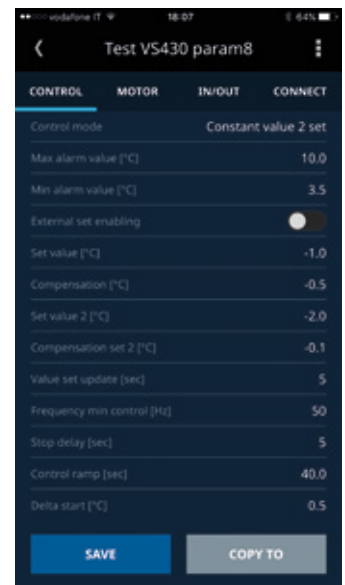 vodafone IT 18:07 64%
Test VS430 param8
CONTROL MOTOR IN/OUT CONNECT
Control mode Constant value 2 set
Max alarm value [°C] 10.0
Min alarm value [°C] 3.5
External set enabling
Set value [°C] -1.0
Compensation [°C] -0.5
Set value 2 [°C] -2.0
Compensation set 2 [°C] -0.1
Value set update [sec] 5
Frequency min control [Hz] 50
Stop delay [sec] 5
Control ramp [sec] 40.0
Delta start [°C] 0.5
SAVE COPY TO